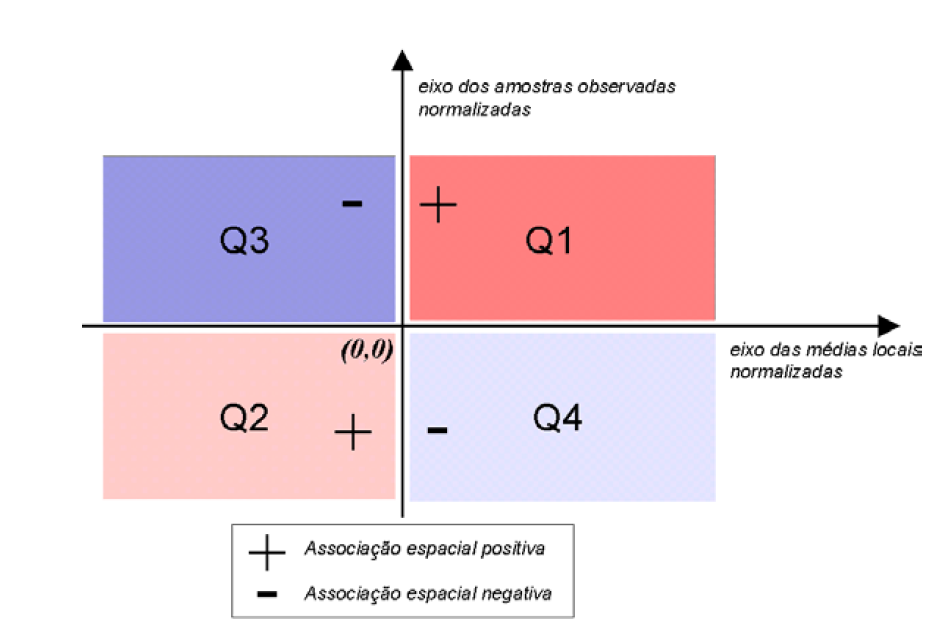 eixo dos amostras observadas
normalizadas
-
+
Q3
Q1
(0,0)
eixo das médias locais
normalizadas
Q2
Q4
+
-
+ Associação espacial positiva
- Associação espacial negativa